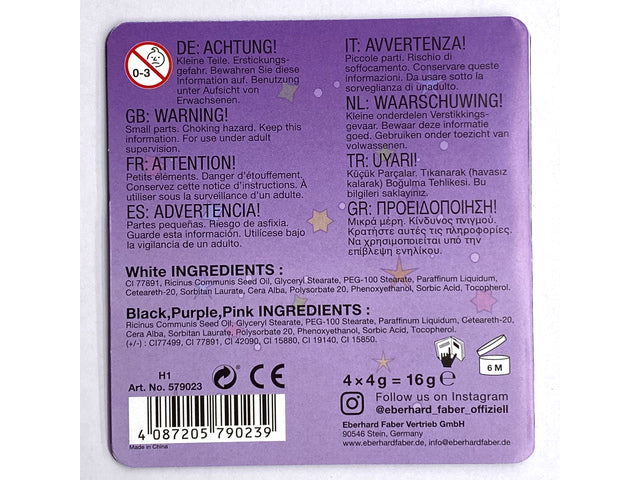 0-3
DE: ACHTUNG!
Kleine Teile. Erstickungs-
gefahr. Bewahren Sie diese
information auf. Benutzung
unter Aufsicht von
Erwachsenen.
GB: WARNING!
Small parts. Choking hazard. Keep this
information. For use under adult
supervision.
FR: ATTENTION!
Petits éléments. Danger d'étouffement.
Conservez cette notice d'instructions. À
utiliser sous la surveillance d'un adulte.
ES: ADVERTENCIA!
Partes pequeñas. Riesgo de asfixia.
Guarde esta información. Utilícese bajo
la vigilancia de un adulto.
IT: AVVERTENZA!
Piccole parti. Rischio di
soffocamento. Conservare queste
informazioni. Da usare sotto la
sorveglianza di un adulto.
NL: WAARSCHUWING!
Kleine onderdelen Verstikkings-
gevaar. Bewaar deze informatie
goed. Gebruiken onder toezicht van
volwassenen.
TR: UYARI!
Küçük Parçalar. Tıkanarak (havasız
kalarak) Boğulma Tehlikesi. Bu
bilgileri saklayiniz.
GR: ΠΡΟΕΙΔΟΠΟΙΗΣΗ!
Μικρά μέρη. Κίνδυνος πνιγμού.
Κρατήστε αυτές τις πληροφορίες.
Να χρησιμοποιείται υπό την
επίβλεψη ενηλίκου.
White INGREDIENTS :
CI 77891, Ricinus Communis Seed Oil, Glyceryl Stearate, PEG-100 Stearate, Paraffinum Liquidum,
Ceteareth-20, Sorbitan Laurate, Cera Alba, Polysorbate 20, Phenoxyethanol, Sorbic Acid, Tocopherol.
Black,Purple,Pink INGREDIENTS :
Ricinus Communis Seed Oil, Glyceryl Stearate, PEG-100 Stearate, Paraffinum Liquidum, Ceteareth-20,
Cera Alba, Sorbitan Laurate, Polysorbate 20, Phenoxyethanol, Sorbic Acid, Tocopherol.
(+/-) : CI77499, CI 77891, CI 42090, CI 15880, CI 19140, CI 15850.
H1
Art. No. 579023
CE
4 087205 790239
Made in China
6 M
4 x 4g = 16g e
Follow us on Instagram
@eberhard_faber_offiziell
Eberhard Faber Vertrieb GmbH
90546 Stein, Germany
www.eberhardfaber.de, info@eberhardfaber.de